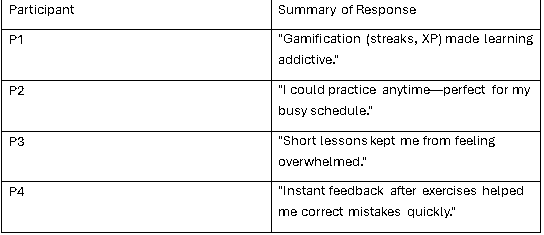 Participant Summary of Response
P1 "Gamification (streaks, XP) made learning
addictive."
P2 "I could practice anytime—perfect for my
busy schedule."
P3 "Short lessons kept me from feeling
overwhelmed."
P4 "Instant feedback after exercises helped
me correct mistakes quickly."